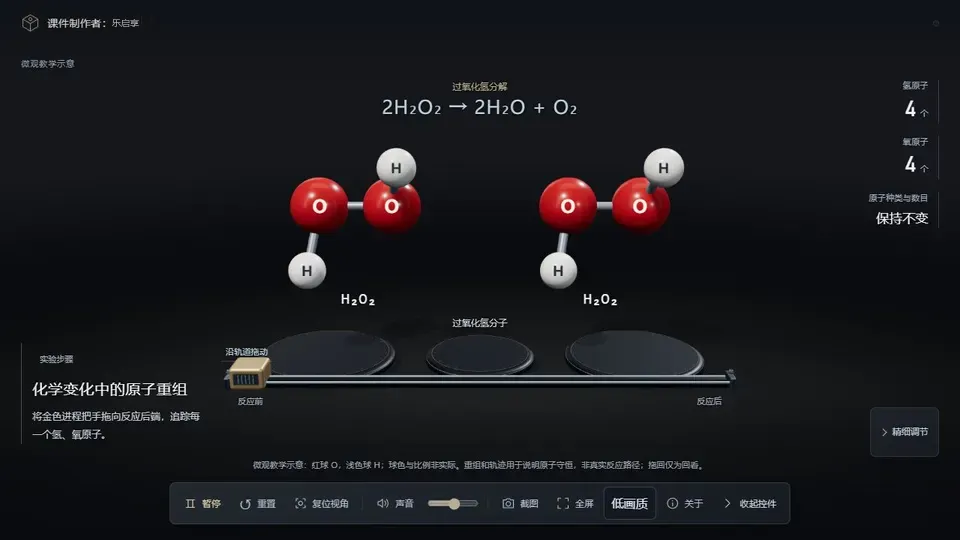 课件制作者：乐启享
微观教学示意
过氧化氢分解
2H₂O₂ → 2H₂O + O₂
氢原子
4 个
氧原子
4 个
原子种类与数目
保持不变
H
H
O
O
O
O
H
H
H₂O₂
H₂O₂
过氧化氢分子
沿轨道拖动
反应前
反应后
实验步骤
化学变化中的原子重组
将金色进程把手拖向反应后端，追踪每
一个氢、氧原子。
精细调节
微观教学示意：红球 O，浅色球 H；球色与比例非实际。重组和轨迹用于说明原子守恒，非真实反应路径；拖回仅为回看。
暂停
重置
复位视角
声音
截图
全屏
低画质
关于
收起控件